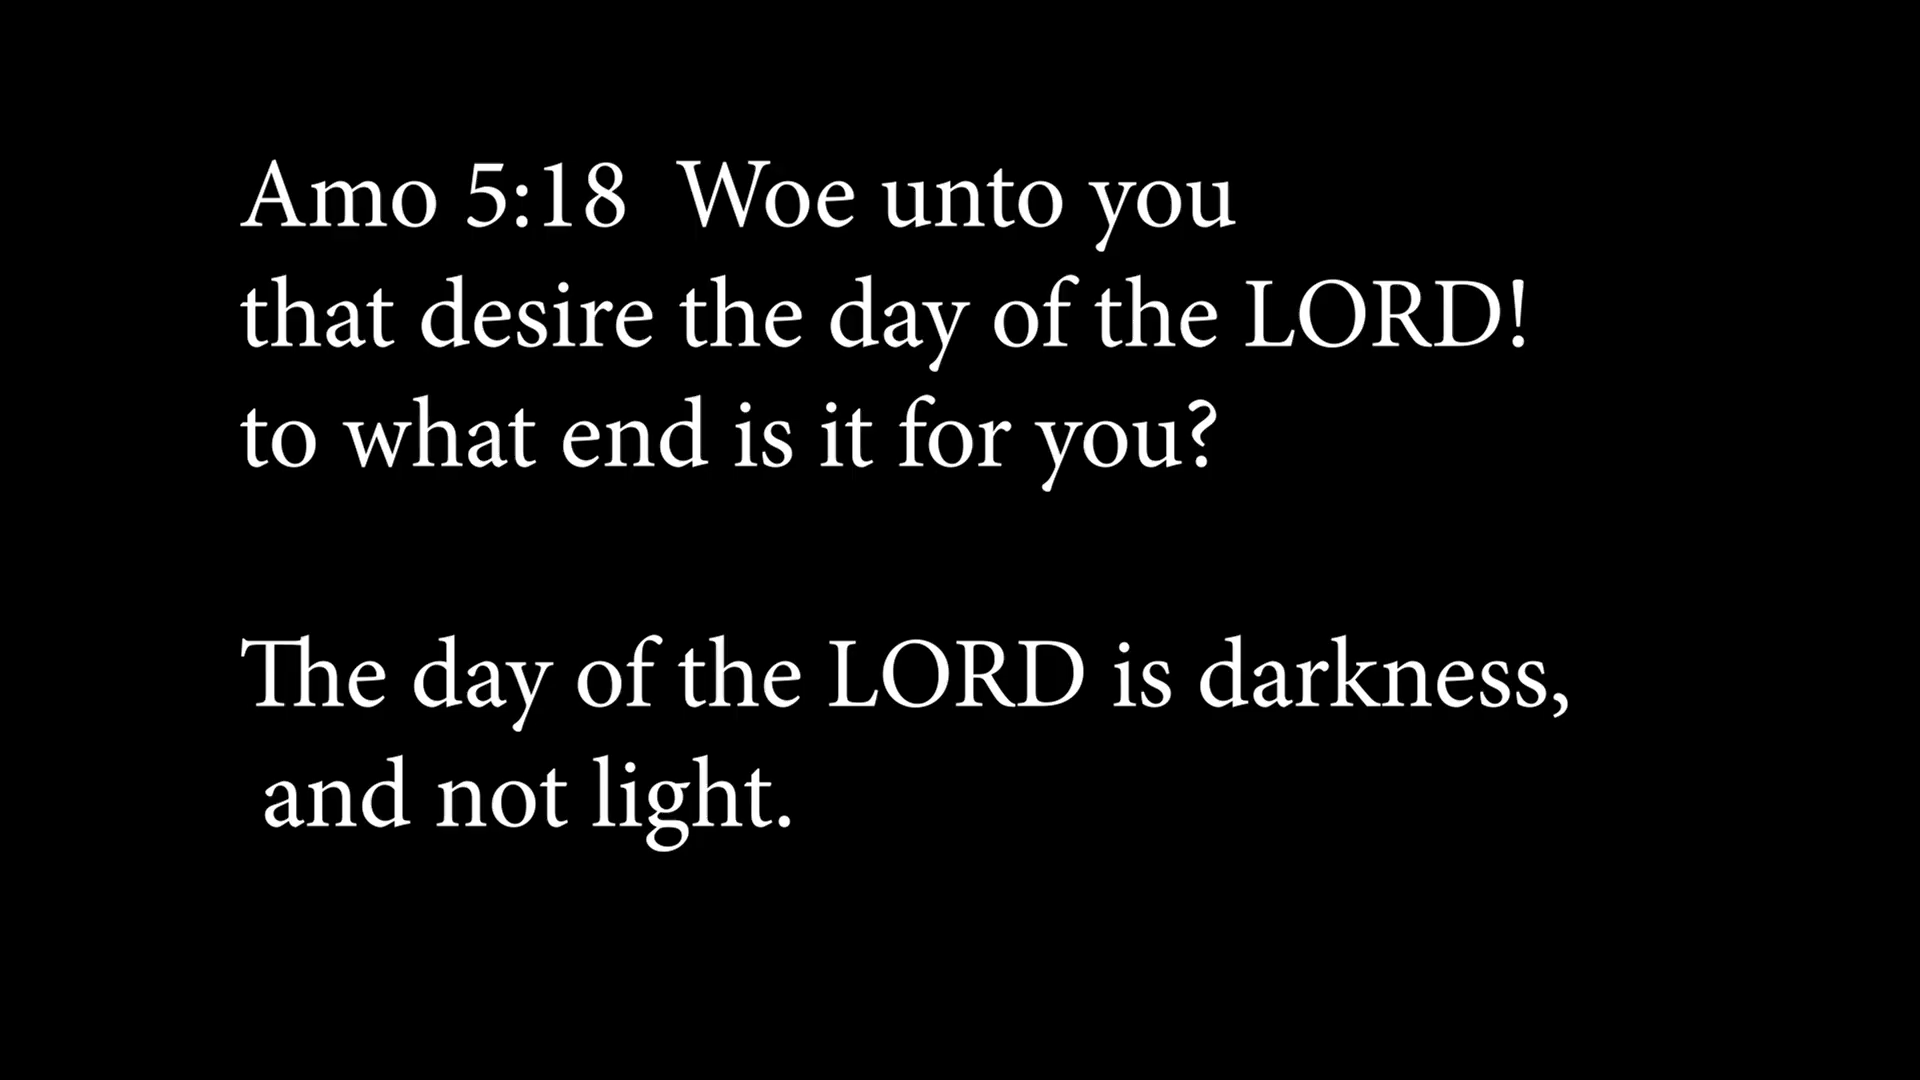 Amo 5:18  Woe unto you
that desire the day of the LORD!
to what end is it for you?
The day of the LORD is darkness,
and not light.